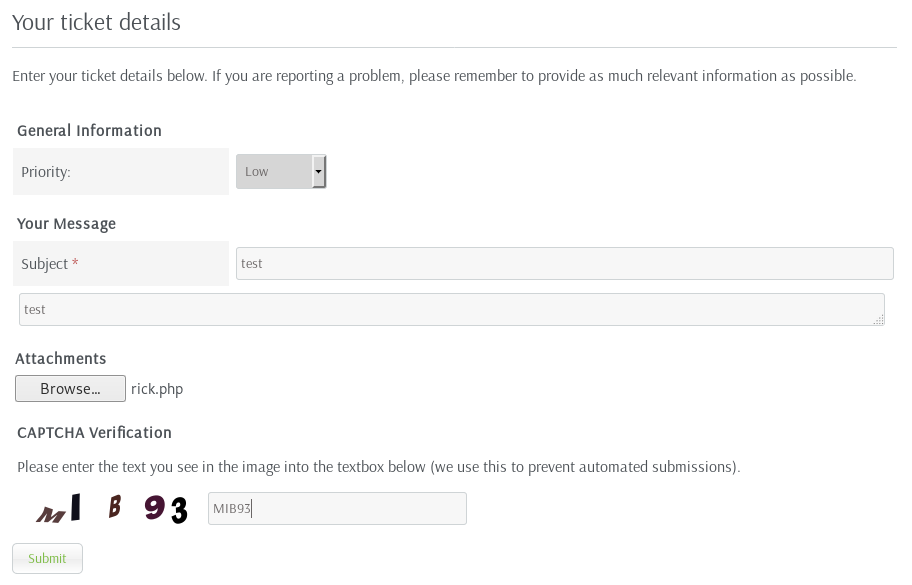 Your ticket details
Enter your ticket details below. If you are reporting a problem, please remember to provide as much relevant information as possible.
General Information
Priority: Low
Your Message
Subject * test
test
Attachments
Browse... rick.php
CAPTCHA Verification
Please enter the text you see in the image into the textbox below (we use this to prevent automated submissions).
M I B 9 3 MIB93
Submit